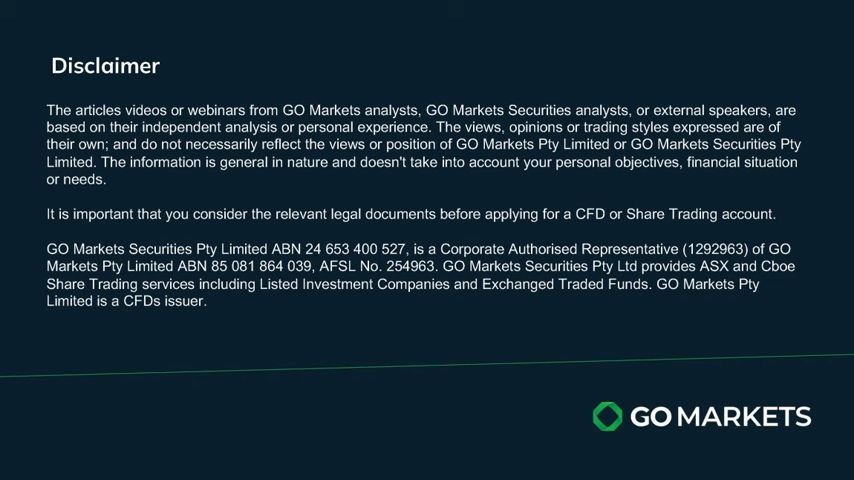 Disclaimer
The articles videos or webinars from GO Markets analysts, GO Markets Securities analysts, or external speakers, are
based on their independent analysis or personal experience. The views, opinions or trading styles expressed are of
their own; and do not necessarily reflect the views or position of GO Markets Pty Limited or GO Markets Securities Pty
Limited. The information is general in nature and doesn't take into account your personal objectives, financial situation
or needs.
It is important that you consider the relevant legal documents before applying for a CFD or Share Trading account.
GO Markets Securities Pty Limited ABN 24 653 400 527, is a Corporate Authorised Representative (1292963) of GO
Markets Pty Limited ABN 85 081 864 039, AFSL No. 254963. GO Markets Securities Pty Ltd provides ASX and Cboe
Share Trading services including Listed Investment Companies and Exchanged Traded Funds. GO Markets Pty
Limited is a CFDs issuer.
GO MARKETS